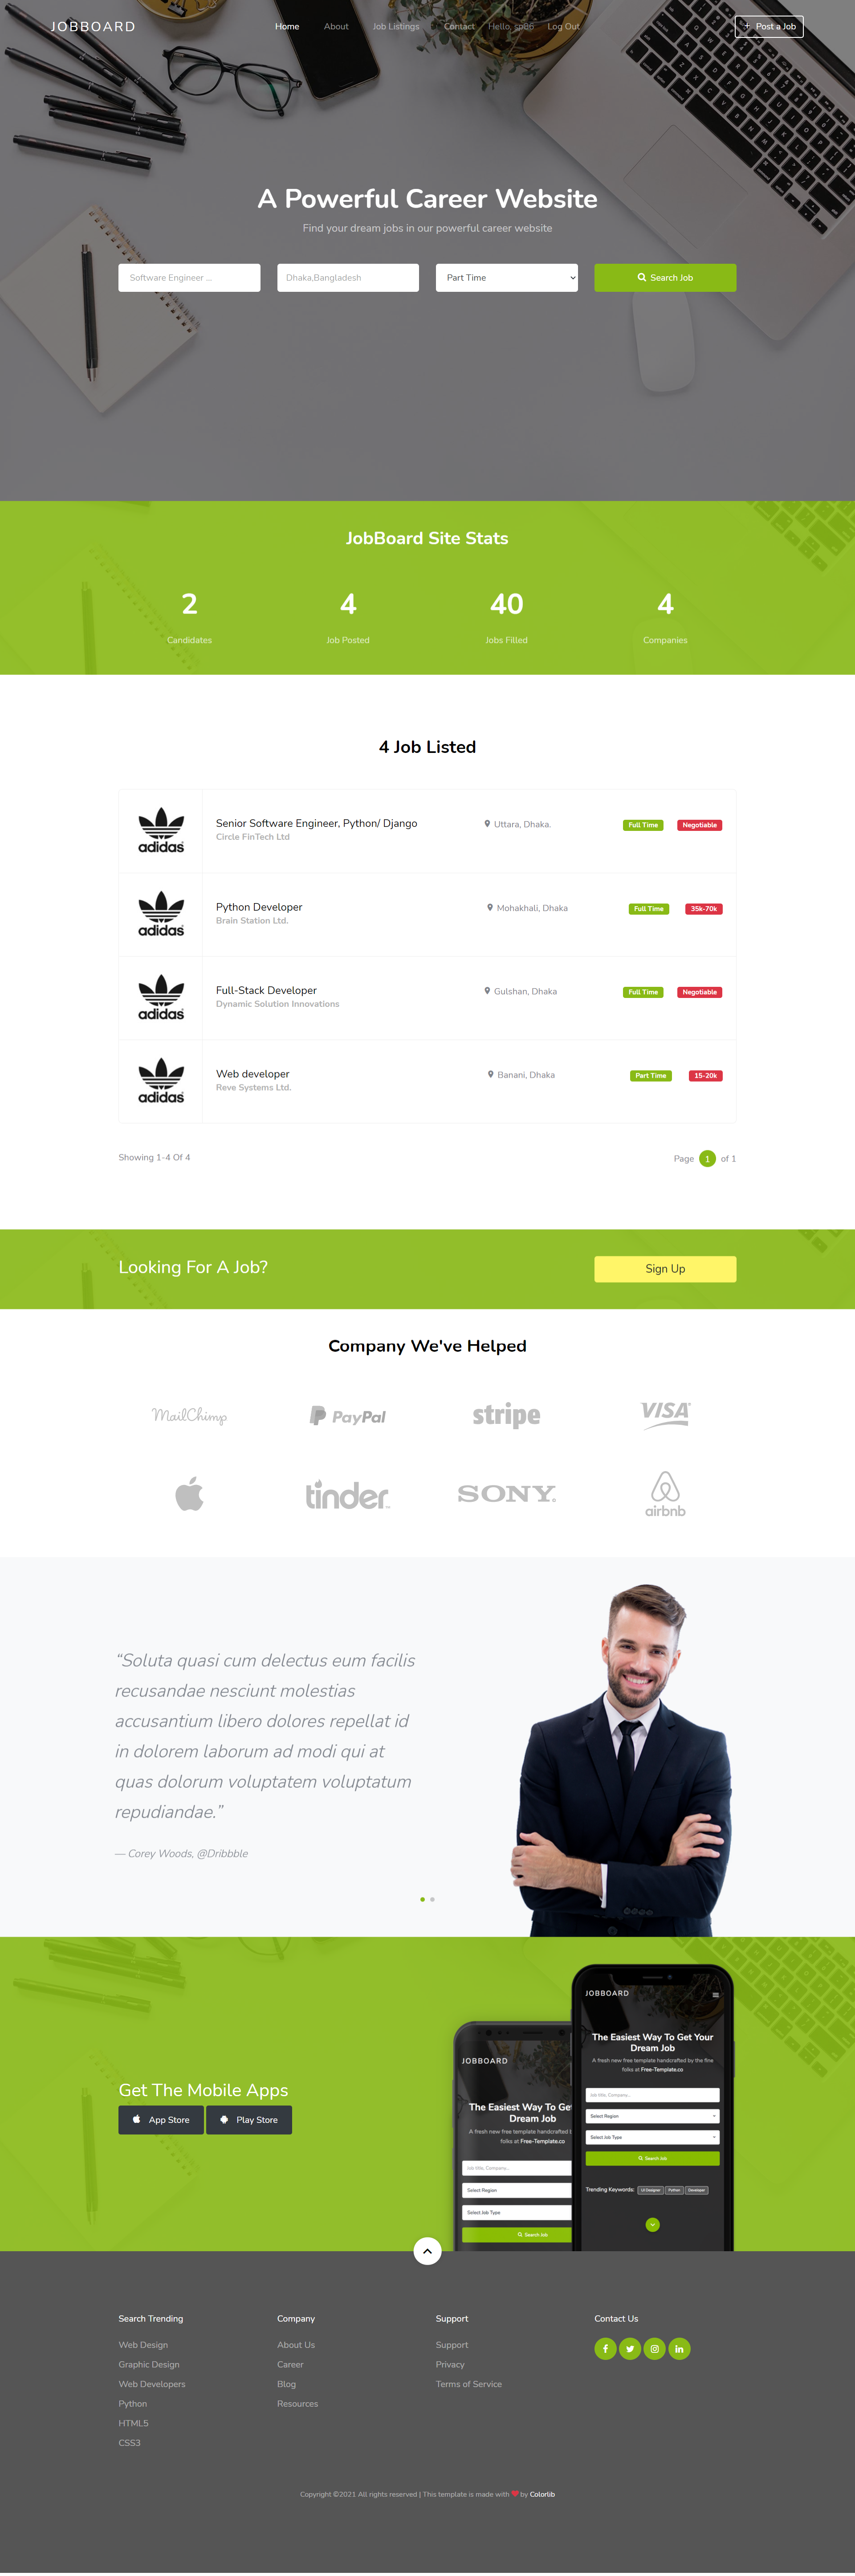 JOBBOARD
Home About Job Listings Contact Hello, sp86 Log Out
+ Post a Job
A Powerful Career Website
Find your dream jobs in our powerful career website
Software Engineer ...
Dhaka,Bangladesh
Part Time
Search Job
JobBoard Site Stats
2
Candidates
4
Job Posted
40
Jobs Filled
4
Companies
4 Job Listed
adidas
Senior Software Engineer, Python/ Django
Circle FinTech Ltd
Uttara, Dhaka.
Full Time
Negotiable
adidas
Python Developer
Brain Station Ltd.
Mohakhali, Dhaka
Full Time
35k-70k
adidas
Full-Stack Developer
Dynamic Solution Innovations
Gulshan, Dhaka
Full Time
Negotiable
adidas
Web developer
Reve Systems Ltd.
Banani, Dhaka
Part Time
15-20k
Showing 1-4 Of 4
Page 1 of 1
Looking For A Job?
Sign Up
Company We've Helped
MailChimp
PayPal
stripe
VISA
tinder
SONY
airbnb
“Soluta quasi cum delectus eum facilis
recusandae nesciunt molestias
accusantium libero dolores repellat id
in dolorem laborum ad modi qui at
quas dolorum voluptatem voluptatum
repudiandae.”
— Corey Woods, @Dribbble
Get The Mobile Apps
App Store
Play Store
JOBBOARD
The Easiest Way To Get
Dream Job
A fresh new free template handcrafted b
folks at Free-Template.co
Job title, Company...
Select Region
Select Job Type
Search Job
JOBBOARD
The Easiest Way To Get Your
Dream Job
A fresh new free template handcrafted by the fine
folks at Free-Template.co
Job title, Company...
Select Region
Select Job Type
Search Job
Trending Keywords: UI Designer Python Developer
Search Trending
Web Design
Graphic Design
Web Developers
Python
HTML5
CSS3
Company
About Us
Career
Blog
Resources
Support
Support
Privacy
Terms of Service
Contact Us
Copyright ©2021 All rights reserved | This template is made with ♥ by Colorlib